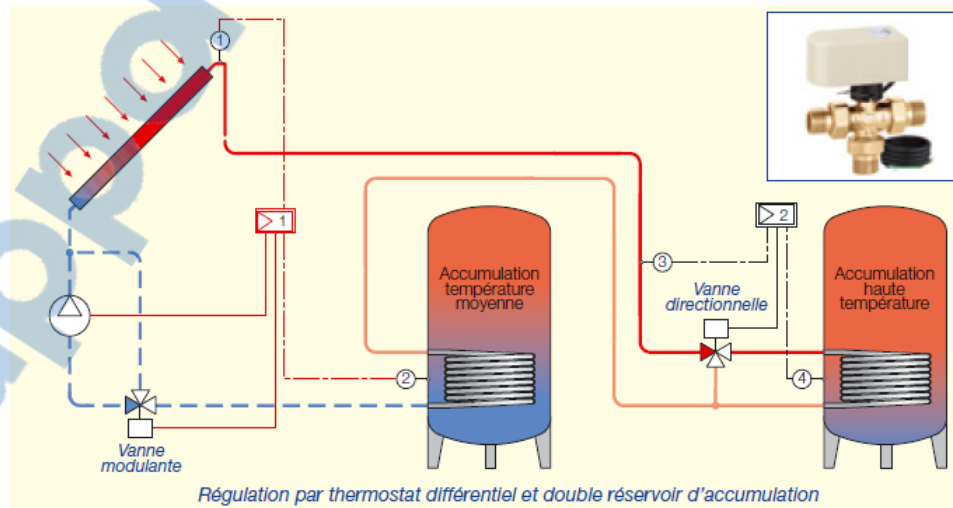 1
> 1
> 2
Accumulation
température
moyenne
Accumulation
haute
température
3
Vanne
directionnelle
2
4
Vanne
modulante
Régulation par thermostat différentiel et double réservoir d'accumulation